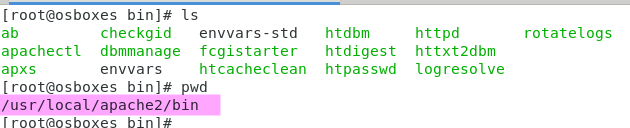 [root@osboxes bin]# ls
ab checkgid envvars-std htdbm httpd rotatelogs
apachectl dbmmanage fcgistarter htdigest httxt2dbm
apxs envvars htcacheclean htpasswd logresolve
[root@osboxes bin]# pwd
/usr/local/apache2/bin
[root@osboxes bin]#